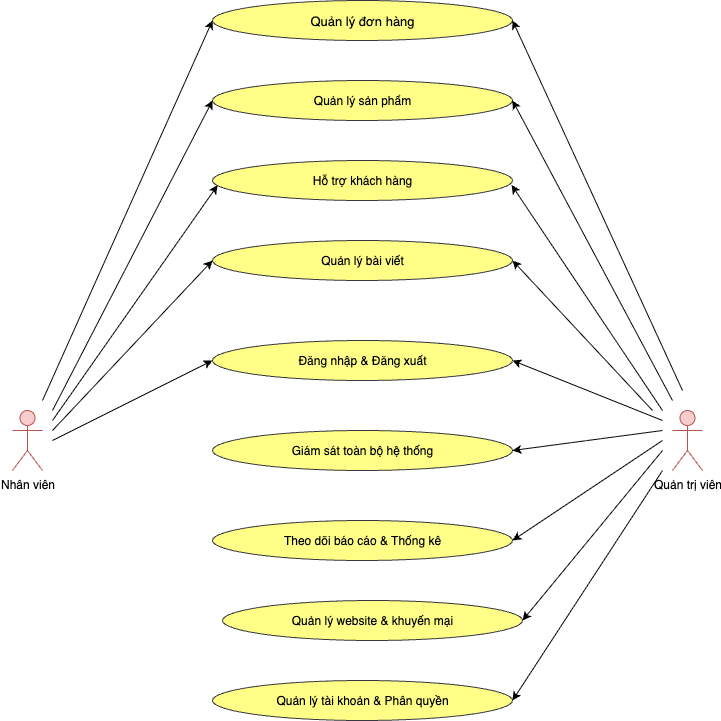 Quản lý đơn hàng
Quản lý sản phẩm
Hỗ trợ khách hàng
Quản lý bài viết
Đăng nhập & Đăng xuất
Giám sát toàn bộ hệ thống
Nhân viên
Quản trị viên
Theo dõi báo cáo & Thống kê
Quản lý website & khuyến mại
Quản lý tài khoản & Phân quyền